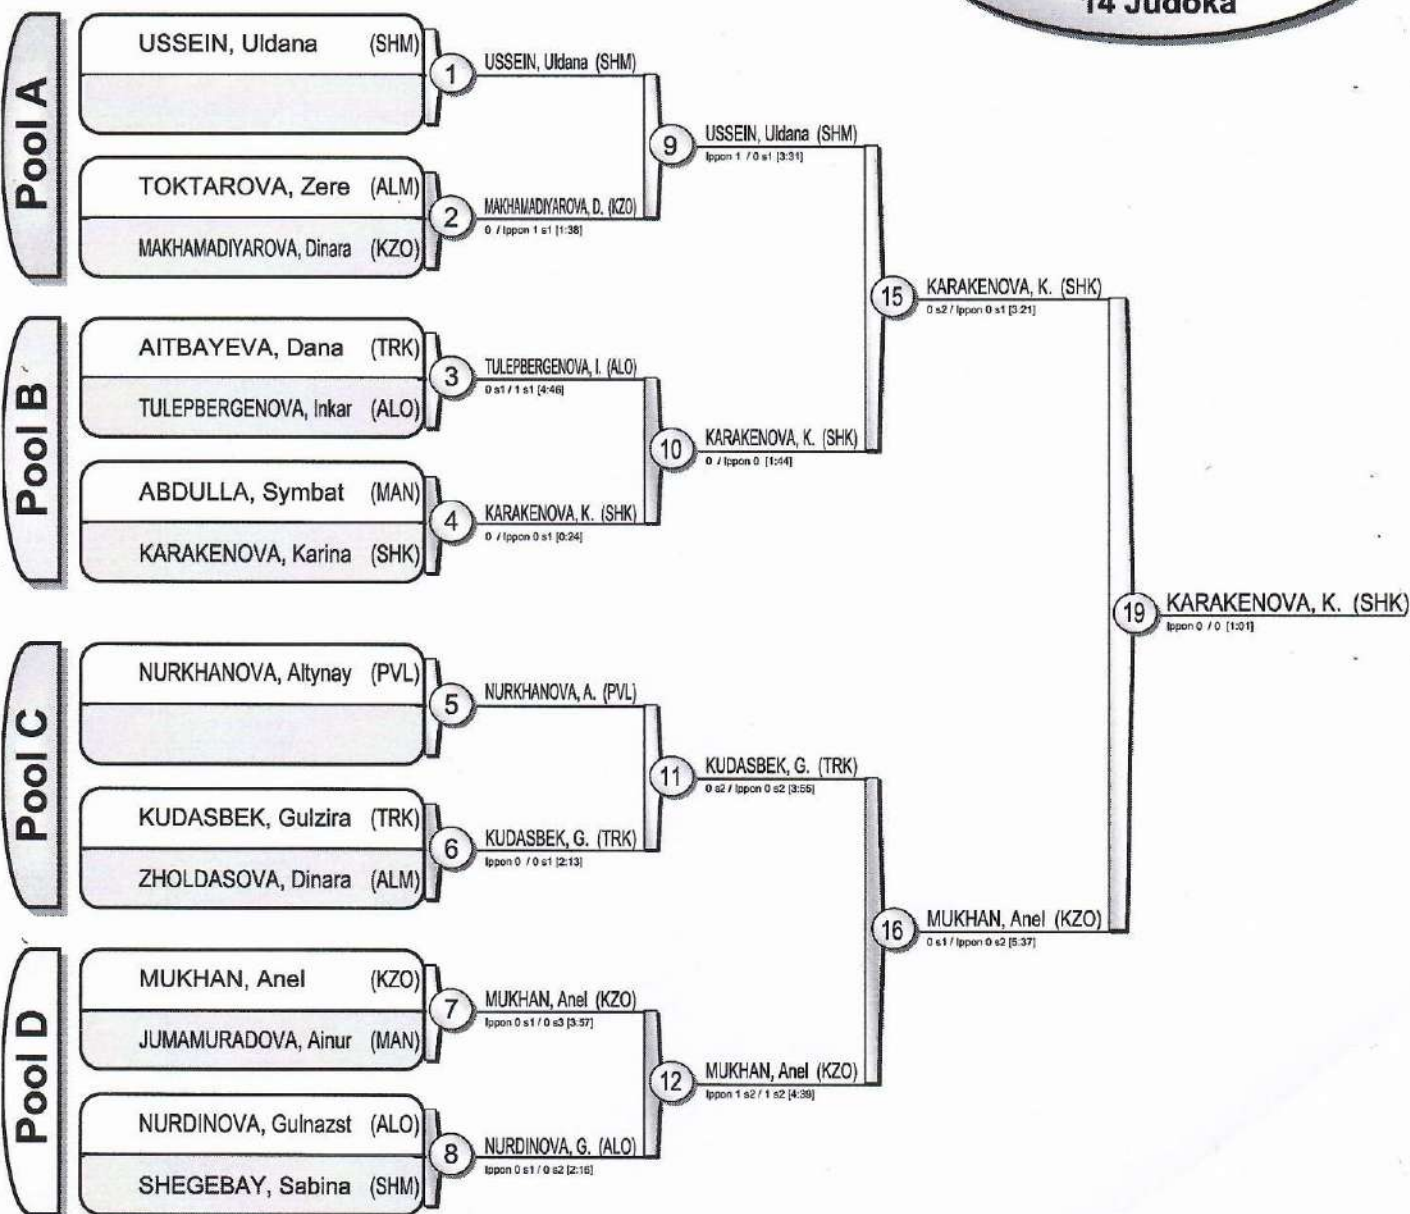 14 Judoka
Pool A
USSEIN, Uldana (SHM)
1
USSEIN, Uldana (SHM)
TOKTAROVA, Zere (ALM)
MAKHAMADIYAROVA, Dinara (KZO)
2
MAKHAMADIYAROVA, D. (KZO)
0 / Ippon 1 s1 [1:38]
9
USSEIN, Uldana (SHM)
Ippon 1 / 0 s1 [3:31]
Pool B
AITBAYEVA, Dana (TRK)
TULEPBERGENOVA, Inkar (ALO)
3
TULEPBERGENOVA, I. (ALO)
0 s1 / 1 s1 [4:46]
ABDULLA, Symbat (MAN)
KARAKENOVA, Karina (SHK)
4
KARAKENOVA, K. (SHK)
0 / Ippon 0 s1 [0:24]
10
KARAKENOVA, K. (SHK)
0 / Ippon 0 [1:44]
15
KARAKENOVA, K. (SHK)
0 s2 / Ippon 0 s1 [3:21]
Pool C
NURKHANOVA, Altynay (PVL)
5
NURKHANOVA, A. (PVL)
KUDASBEK, Gulzira (TRK)
ZHOLDASOVA, Dinara (ALM)
6
KUDASBEK, G. (TRK)
Ippon 0 / 0 s1 [2:13]
11
KUDASBEK, G. (TRK)
0 s2 / Ippon 0 s2 [3:55]
Pool D
MUKHAN, Anel (KZO)
JUMAMURADOVA, Ainur (MAN)
7
MUKHAN, Anel (KZO)
Ippon 0 s1 / 0 s3 [3:57]
NURDINOVA, Gulnazst (ALO)
SHEGEBAY, Sabina (SHM)
8
NURDINOVA, G. (ALO)
Ippon 0 s1 / 0 s2 [2:16]
12
MUKHAN, Anel (KZO)
Ippon 1 s2 / 1 s2 [4:39]
16
MUKHAN, Anel (KZO)
0 s1 / Ippon 0 s2 [5:37]
19
KARAKENOVA, K. (SHK)
Ippon 0 / 0 [1:01]